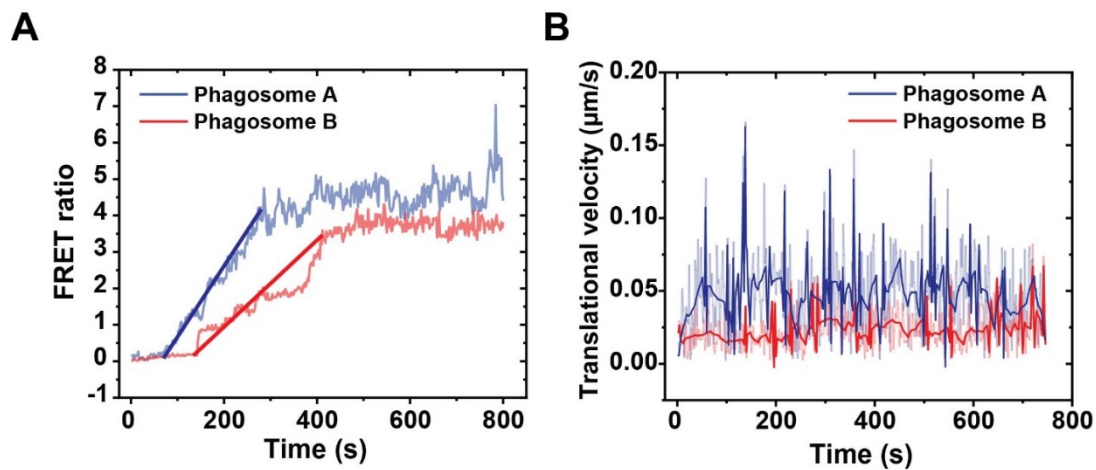 A
FRET ratio
8
7
6
5
4
3
2
1
0
-1
Phagosome A
Phagosome B
0 200 400 600 800
Time (s)
B
Translational velocity (µm/s)
0.20
0.15
0.10
0.05
0.00
Phagosome A
Phagosome B
0 200 400 600 800
Time (s)